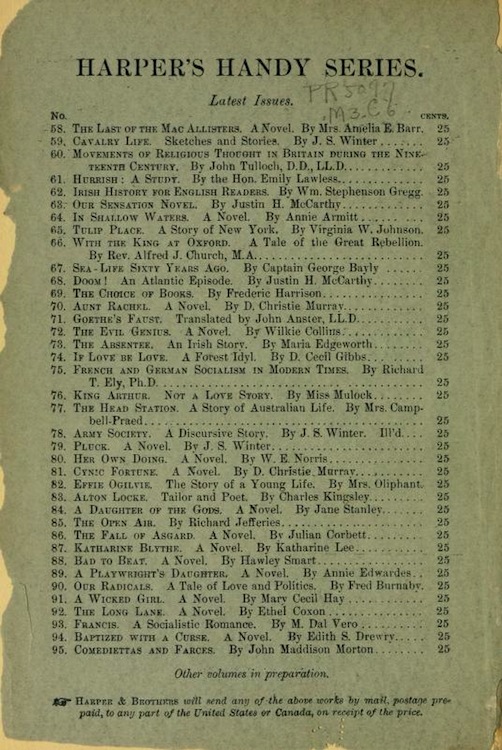 HARPER'S HANDY SERIES.
Latest Issues.
PR5097
.M3.C6
No. CENTS.
58. THE LAST OF THE MAC ALLISTERS. A Novel. By Mrs. Amelia E. Barr. 25
59. CAVALRY LIFE. Sketches and Stories. By J. S. Winter ...... 25
60. MOVEMENTS OF RELIGIOUS THOUGHT IN BRITAIN DURING THE NINE-
TEENTH CENTURY. By John Tulloch, D.D., LL.D............. 25
61. HURRISH: A STUDY. By the Hon. Emily Lawless............. 25
62. IRISH HISTORY FOR ENGLISH READERS. By Wm. Stephenson Gregg. 25
63. OUR SENSATION NOVEL. By Justin H. McCarthy............. 25
64. IN SHALLOW WATERS. A Novel. By Annie Armitt........ 25
65. TULIP PLACE. A Story of New York. By Virginia W. Johnson. 25
66. WITH THE KING AT OXFORD. A Tale of the Great Rebellion.
By Rev. Alfred J. Church, M.A........................... 25
67. SEA-LIFE SIXTY YEARS AGO. By Captain George Bayly ...... 25
68. DOOM! An Atlantic Episode. By Justin H. McCarthy........ 25
69. THE CHOICE OF BOOKS. By Frederic Harrison............... 25
70. AUNT RACHEL. A Novel. By D. Christie Murray............ 25
71. GOETHE'S FAUST. Translated by John Anster, LL.D.......... 25
72. THE EVIL GENIUS. A Novel. By Wilkie Collins............. 25
73. THE ABSENTEE. An Irish Story. By Maria Edgeworth........ 25
74. IF LOVE BE LOVE. A Forest Idyl. By D. Cecil Gibbs......... 25
75. FRENCH AND GERMAN SOCIALISM IN MODERN TIMES. By Richard
T. Ely, Ph.D............................................ 25
76. KING ARTHUR. NOT A LOVE STORY. By Miss Mulock........ 25
77. THE HEAD STATION. A Story of Australian Life. By Mrs. Camp-
bell-Praed.............................................. 25
78. ARMY SOCIETY. A Discursive Story. By J. S. Winter. Ill'd.... 25
79. PLUCK. A Novel. By J. S. Winter........................ 25
80. HER OWN DOING. A Novel. By W. E. Norris............... 25
81. CYNIC FORTUNE. A Novel. By D. Christie Murray.......... 25
82. EFFIE OGILVIE. The Story of a Young Life. By Mrs. Oliphant. 25
83. ALTON LOCKE. Tailor and Poet. By Charles Kingsley........ 25
84. A DAUGHTER OF THE GODS. A Novel. By Jane Stanley....... 25
85. THE OPEN AIR. By Richard Jefferies...................... 25
86. THE FALL OF ASGARD. A Novel. By Julian Corbett......... 25
87. KATHARINE BLYTHE. A Novel. By Katharine Lee........... 25
88. BAD TO BEAT. A Novel. By Hawley Smart................. 25
89. A PLAYWRIGHT'S DAUGHTER. A Novel. By Annie Edwardes.. 25
90. OUR RADICALS. A Tale of Love and Politics. By Fred Burnaby. 25
91. A WICKED GIRL. A Novel. By Mary Cecil Hay ............ 25
92. THE LONG LANE. A Novel. By Ethel Coxon ............... 25
93. FRANCIS. A Socialistic Romance. By M. Dal Vero .......... 25
94. BAPTIZED WITH A CURSE. A Novel. By Edith S. Drewry..... 25
95. COMEDIETTAS AND FARCES. By John Maddison Morton........ 25
Other volumes in preparation.
☞ HARPER & BROTHERS will send any of the above works by mail, postage pre-
paid, to any part of the United States or Canada, on receipt of the price.